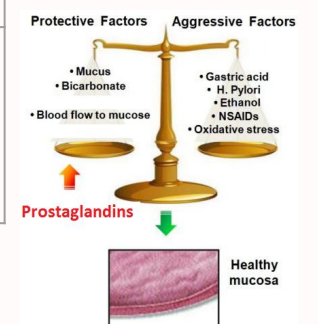 Protective Factors
Aggressive Factors
• Mucus
• Bicarbonate
• Blood flow to mucose
• Gastric acid
• H. Pylori
• Ethanol
• NSAIDs
• Oxidative stress
Prostaglandins
Healthy
mucosa